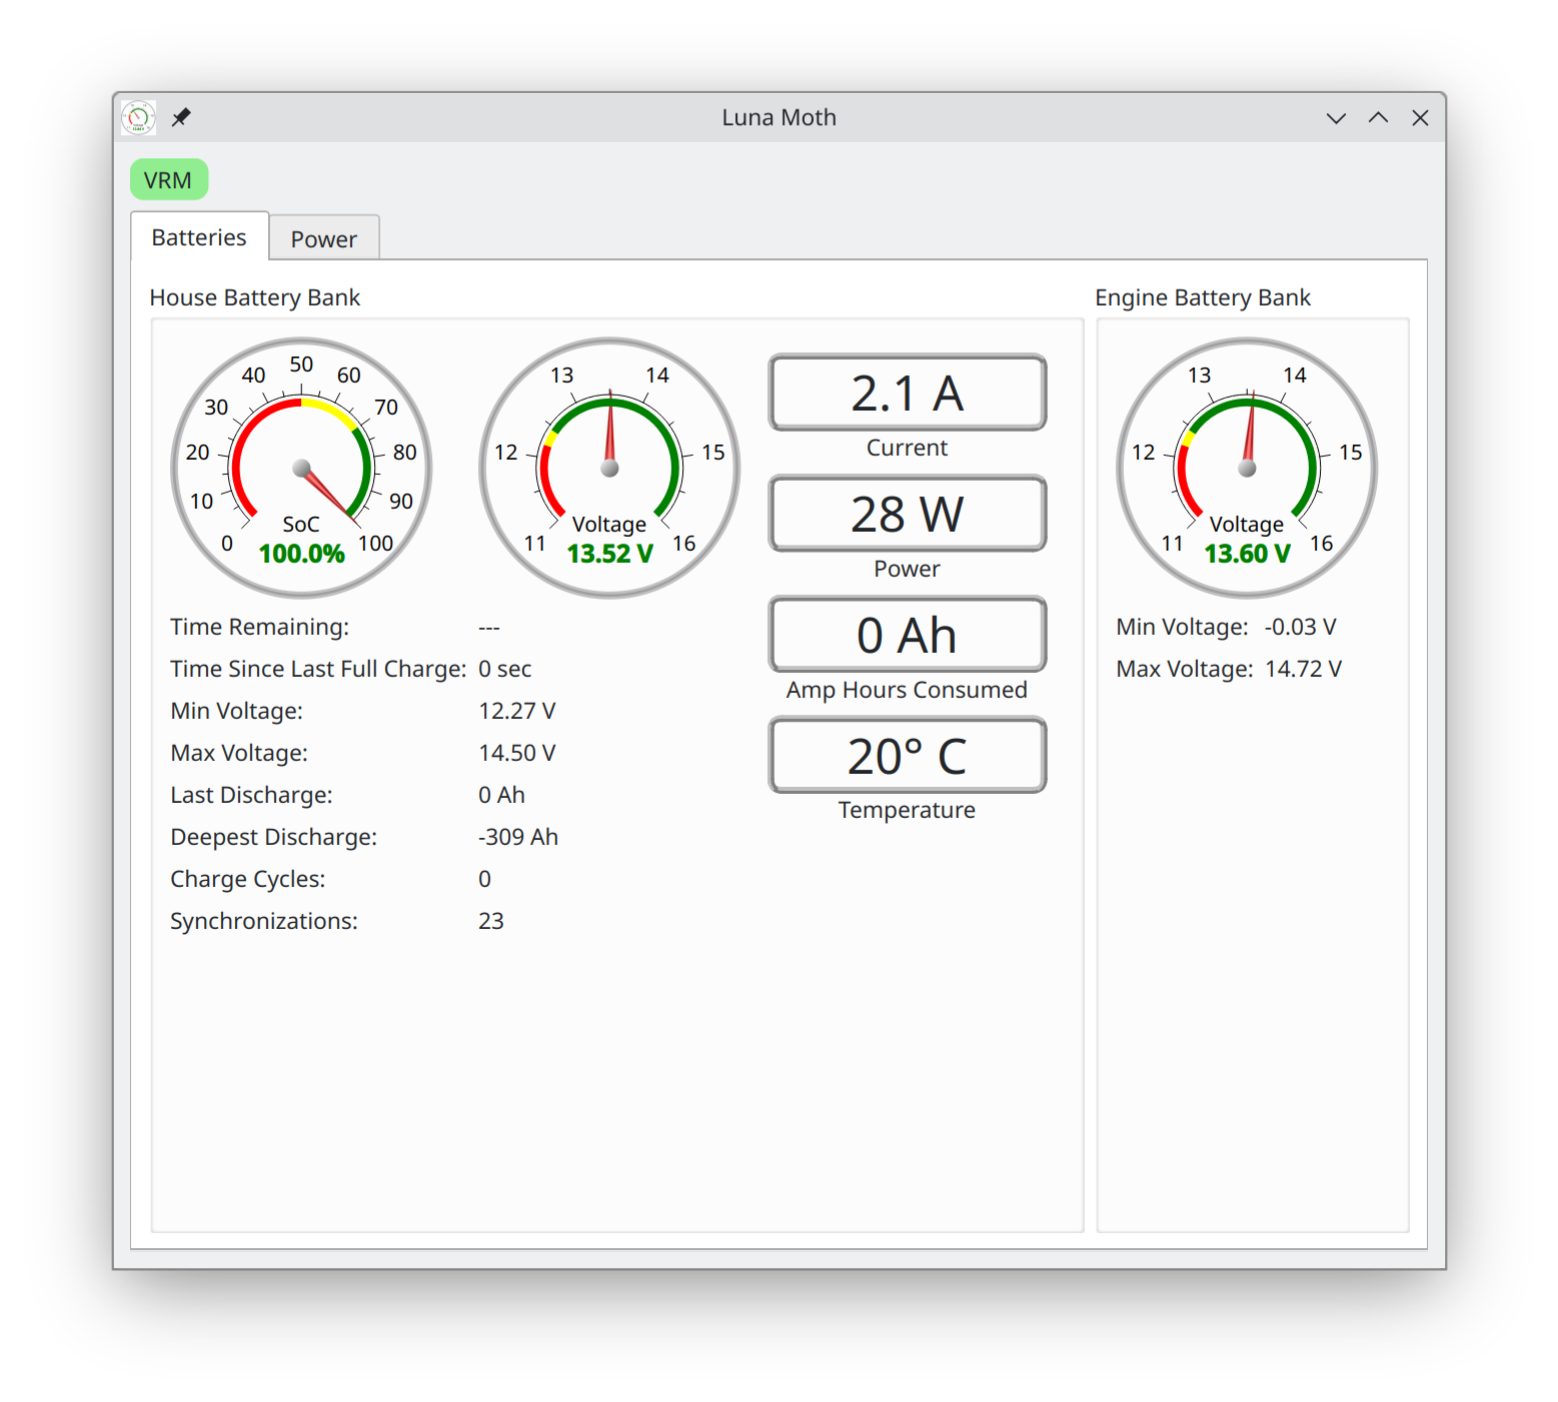 Luna Moth
VRM
Batteries
Power
House Battery Bank
0
10
20
30
40
50
60
70
80
90
100
SoC
100.0%
11
12
13
14
15
16
Voltage
13.52 V
2.1 A
Current
28 W
Power
0 Ah
Amp Hours Consumed
20° C
Temperature
Time Remaining: ---
Time Since Last Full Charge: 0 sec
Min Voltage: 12.27 V
Max Voltage: 14.50 V
Last Discharge: 0 Ah
Deepest Discharge: -309 Ah
Charge Cycles: 0
Synchronizations: 23
Engine Battery Bank
11
12
13
14
15
16
Voltage
13.60 V
Min Voltage: -0.03 V
Max Voltage: 14.72 V